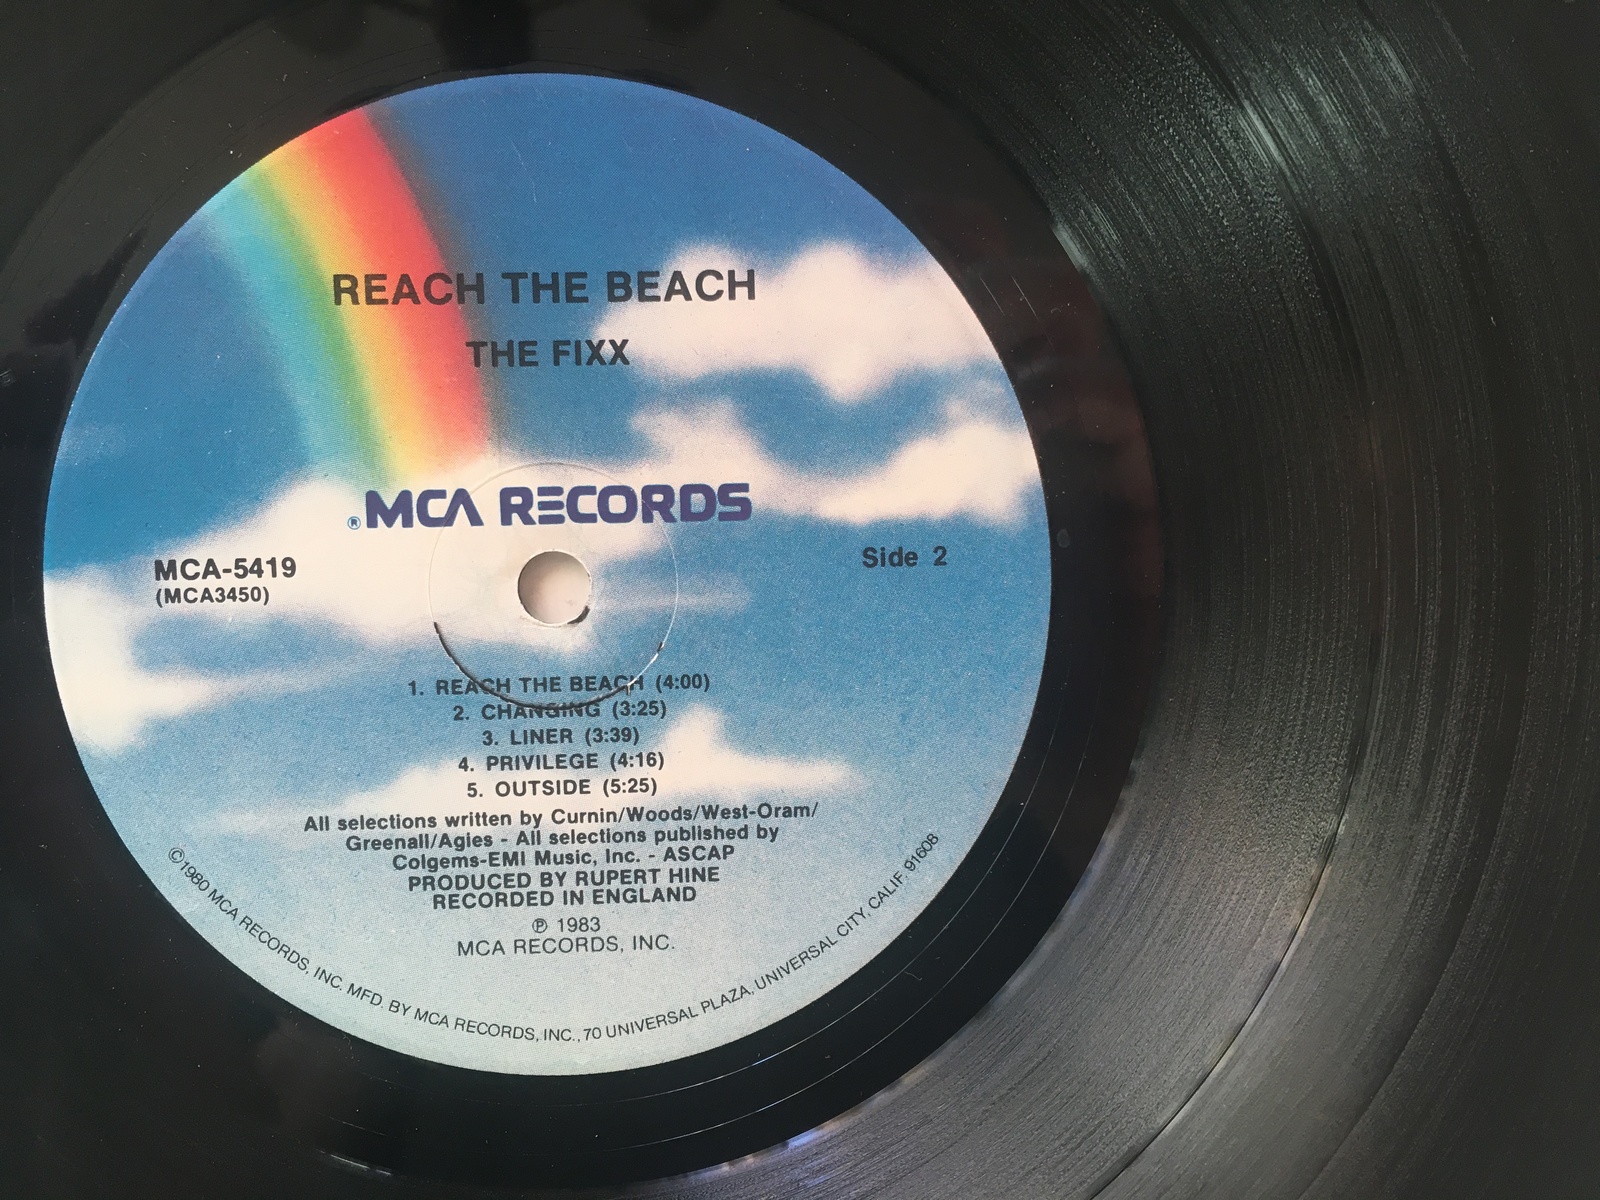 REACH THE BEACH
THE FIXX
® MCA RECORDS
MCA-5419
(MCA3450)
Side 2
1. REACH THE BEACH (4:00)
2. CHANGING (3:25)
3. LINER (3:39)
4. PRIVILEGE (4:16)
5. OUTSIDE (5:25)
All selections written by Curnin/Woods/West-Oram/
Greenall/Agies - All selections published by
Colgems-EMI Music, Inc. - ASCAP
PRODUCED BY RUPERT HINE
RECORDED IN ENGLAND
℗ 1983
MCA RECORDS, INC.
©1980 MCA RECORDS, INC. MFD. BY MCA RECORDS, INC., 70 UNIVERSAL PLAZA, UNIVERSAL CITY, CALIF. 91608